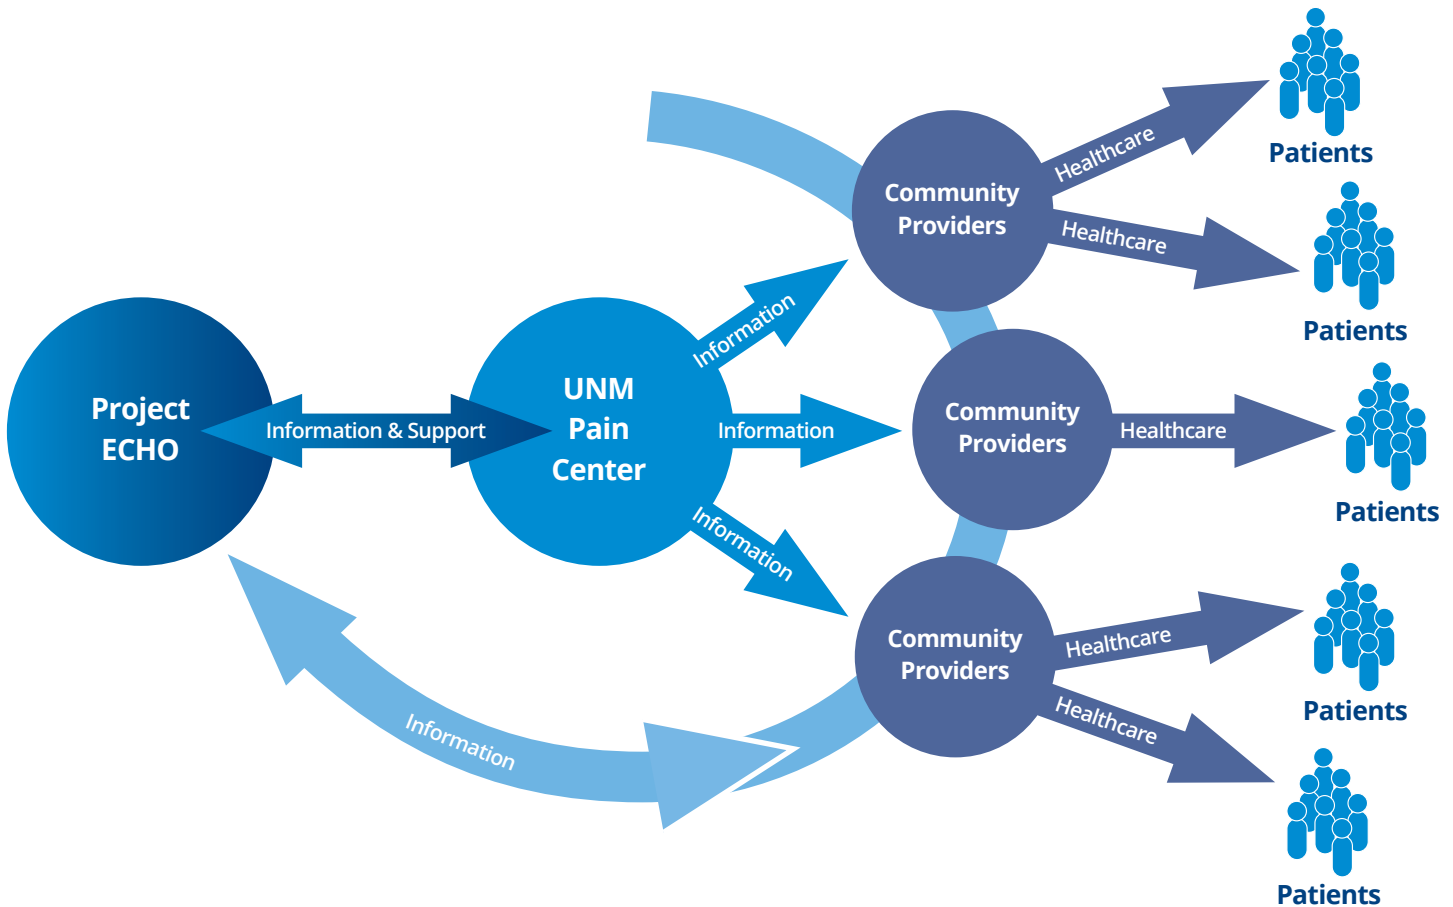 Project
ECHO
Information & Support
UNM
Pain
Center
Information
Information
Information
Information
Community
Providers
Community
Providers
Community
Providers
Healthcare
Healthcare
Healthcare
Healthcare
Healthcare
Patients
Patients
Patients
Patients
Patients